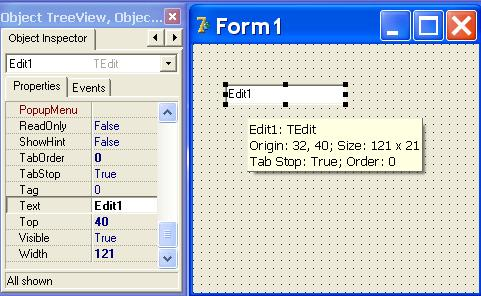 Object TreeView, Objec...
Object Inspector
Edit1 TEdit
Properties Events
PopupMenu
ReadOnly False
ShowHint False
TabOrder 0
TabStop True
Tag 0
Text Edit1
Top 40
Visible True
Width 121
All shown
7 Form1
Edit1
Edit1: TEdit
Origin: 32, 40; Size: 121 x 21
Tab Stop: True; Order: 0